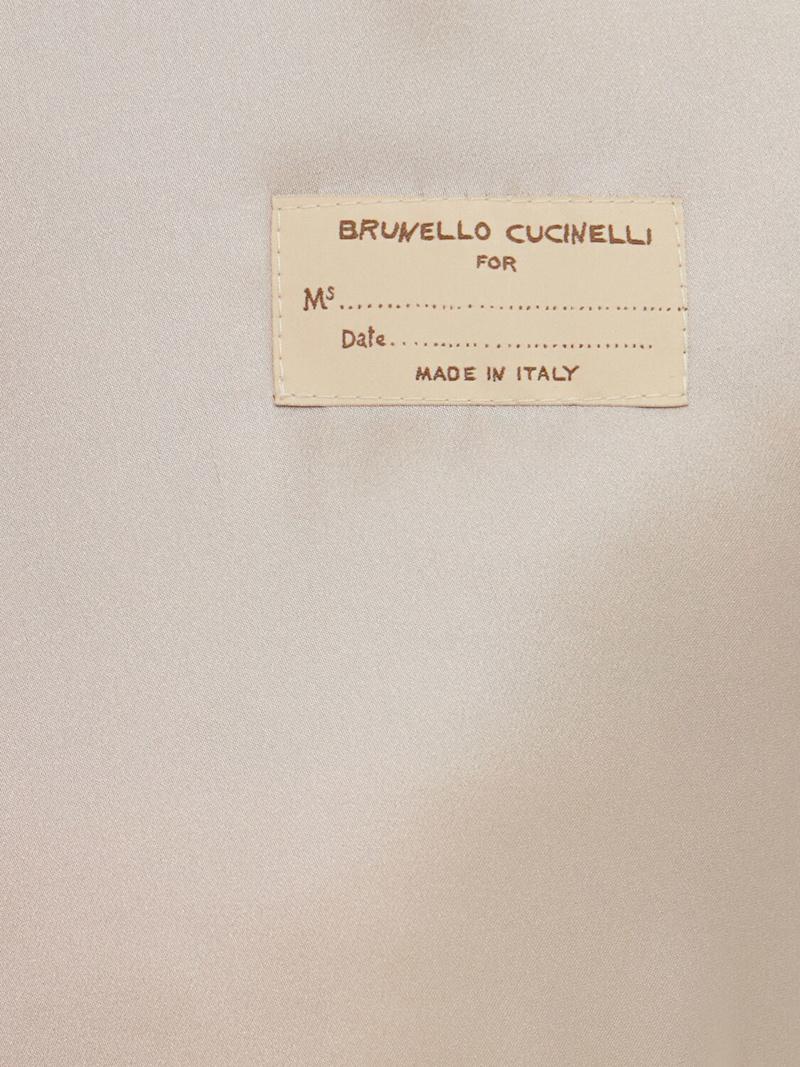 BRUNELLO CUCINELLI
FOR
Ms..................................................
Date......................................
MADE IN ITALY